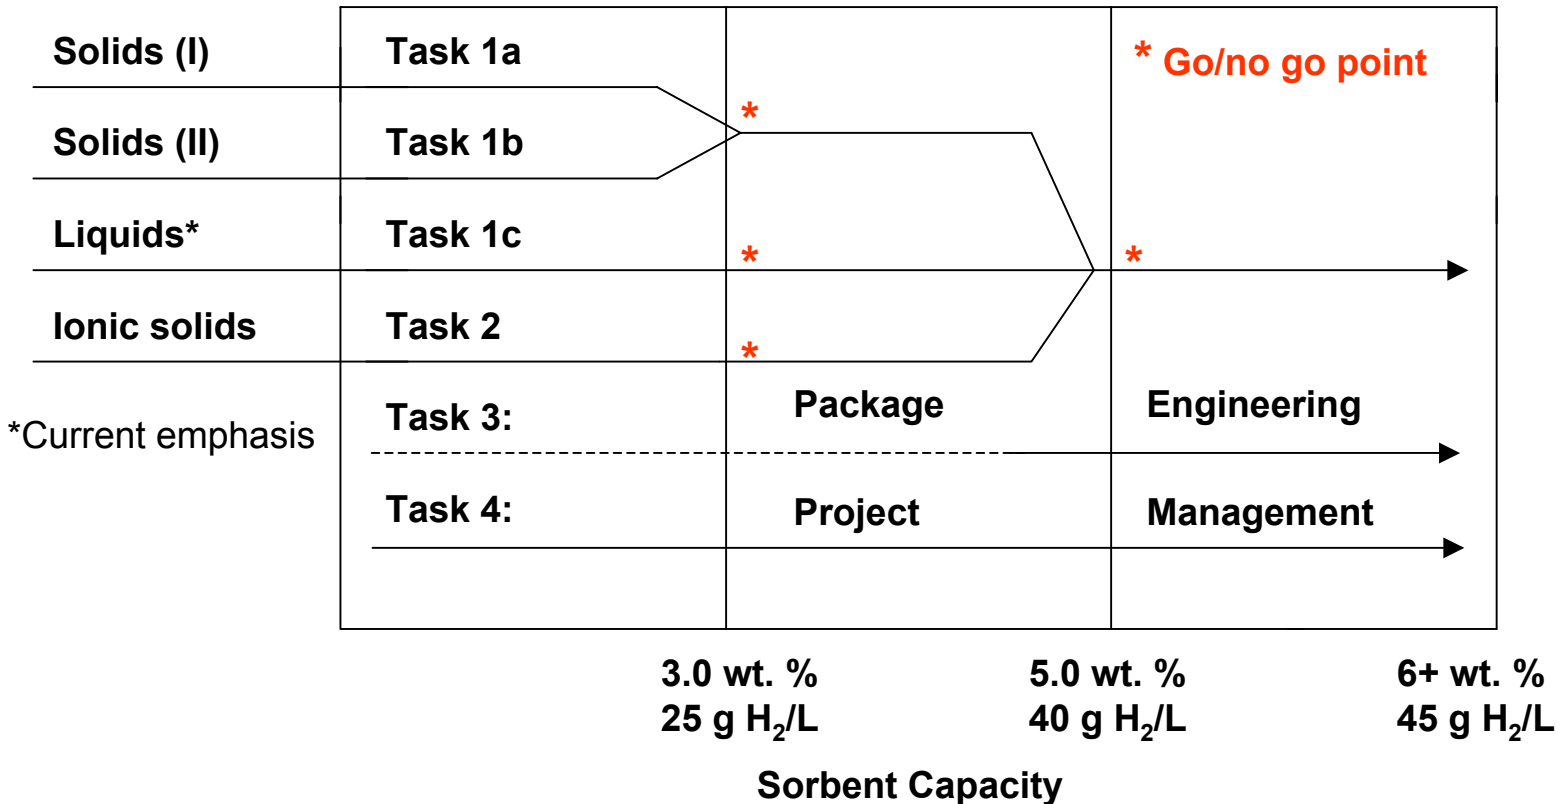 Solids (I)
Task 1a
* Go/no go point
*
Solids (II)
Task 1b
Liquids*
Task 1c
*
*
Ionic solids
Task 2
*
*Current emphasis
Task 3:
Package
Engineering
Task 4:
Project
Management
3.0 wt. %
25 g H₂/L
5.0 wt. %
40 g H₂/L
6+ wt. %
45 g H₂/L
Sorbent Capacity